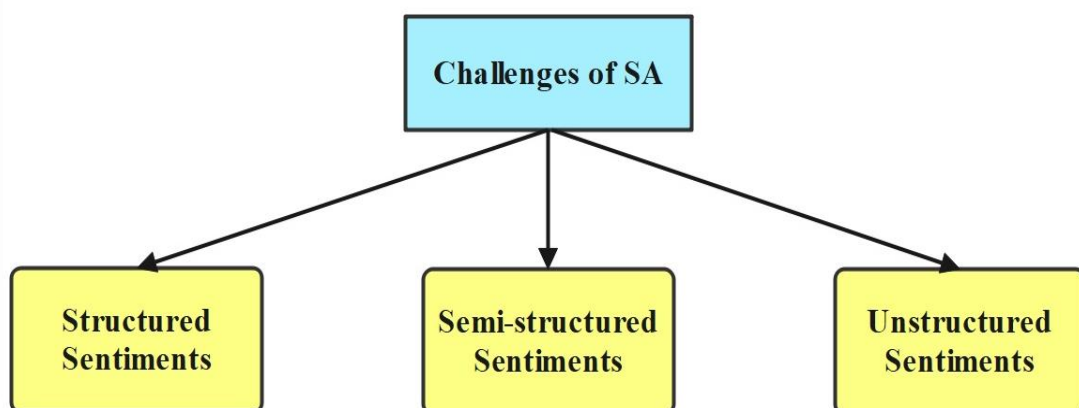 Challenges of SA
Structured
Sentiments
Semi-structured
Sentiments
Unstructured
Sentiments